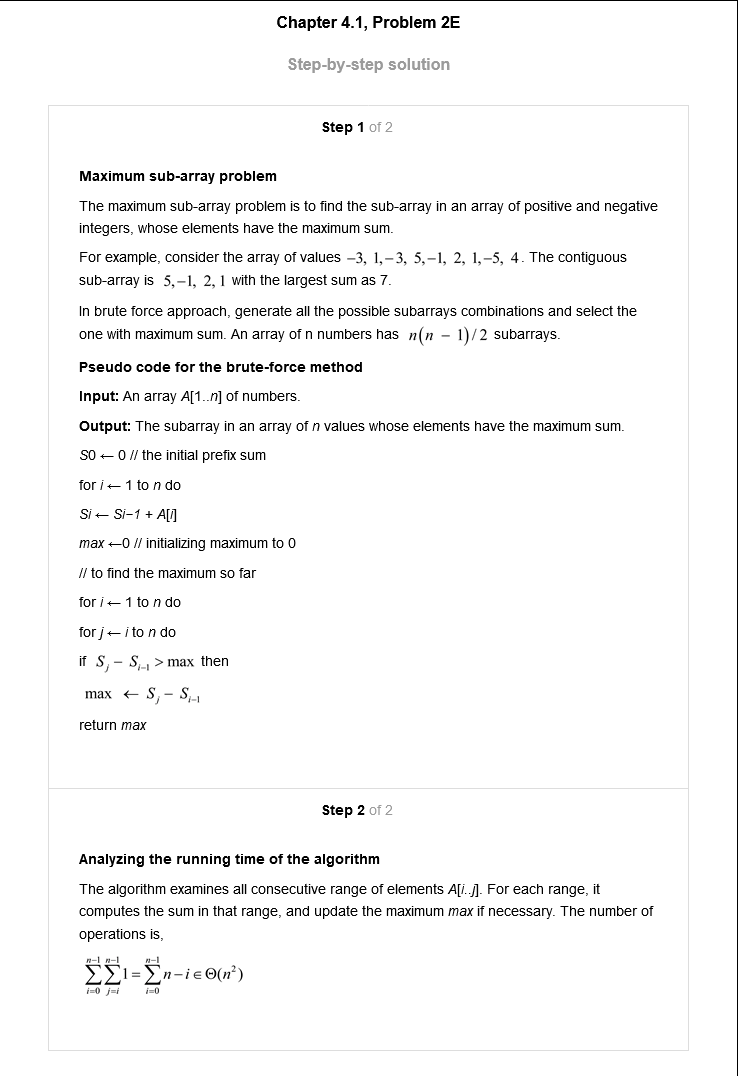 Chapter 4.1, Problem 2E
Step-by-step solution
Step 1 of 2
Maximum sub-array problem
The maximum sub-array problem is to find the sub-array in an array of positive and negative
integers, whose elements have the maximum sum.
For example, consider the array of values −3, 1,−3, 5,−1, 2, 1,−5, 4. The contiguous
sub-array is 5,−1, 2, 1 with the largest sum as 7.
In brute force approach, generate all the possible subarrays combinations and select the
one with maximum sum. An array of n numbers has n(n − 1)/2 subarrays.
Pseudo code for the brute-force method
Input: An array A[1..n] of numbers.
Output: The subarray in an array of n values whose elements have the maximum sum.
S0 ← 0 // the initial prefix sum
for i ← 1 to n do
Si ← Si−1 + A[i]
max ←0 // initializing maximum to 0
// to find the maximum so far
for i ← 1 to n do
for j ← i to n do
if S_j − S_{i−1} > max then
max ← S_j − S_{i−1}
return max
Step 2 of 2
Analyzing the running time of the algorithm
The algorithm examines all consecutive range of elements A[i..j]. For each range, it
computes the sum in that range, and update the maximum max if necessary. The number of
operations is,
∑_{i=0}^{n−1} ∑_{j=i}^{n−1} 1 = ∑_{i=0}^{n−1} n − i ∈ Θ(n²)